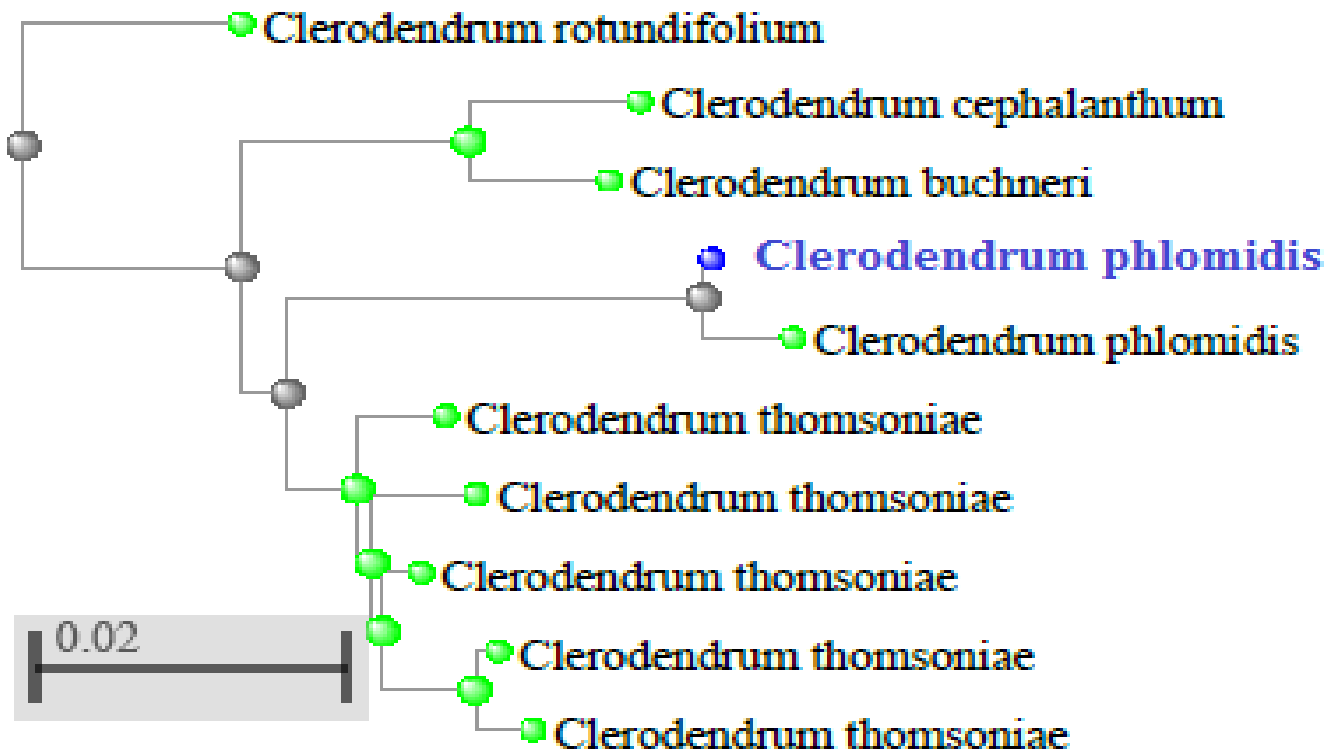 Clerodendrum rotundifolium
Clerodendrum cephalanthum
Clerodendrum buchneri
Clerodendrum phlomidis
Clerodendrum phlomidis
Clerodendrum thomsoniae
Clerodendrum thomsoniae
Clerodendrum thomsoniae
0.02
Clerodendrum thomsoniae
Clerodendrum thomsoniae